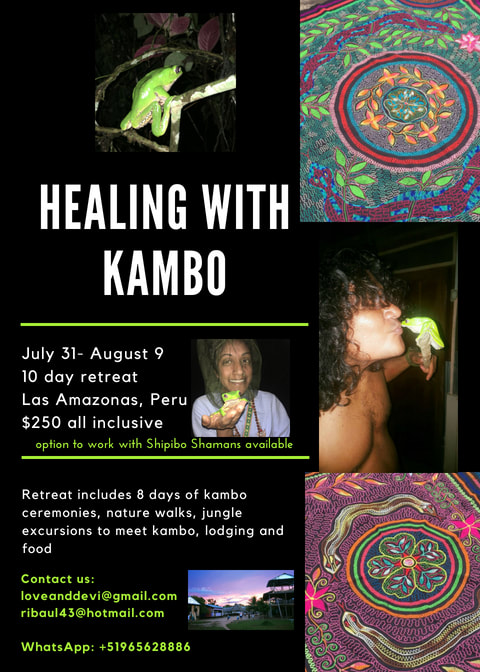 HEALING WITH
KAMBO
July 31- August 9
10 day retreat
Las Amazonas, Peru
$250 all inclusive
option to work with Shipibo Shamans available
Retreat includes 8 days of kambo
ceremonies, nature walks, jungle
excursions to meet kambo, lodging and
food
Contact us:
loveanddevi@gmail.com
ribaul43@hotmail.com
WhatsApp: +51965628886